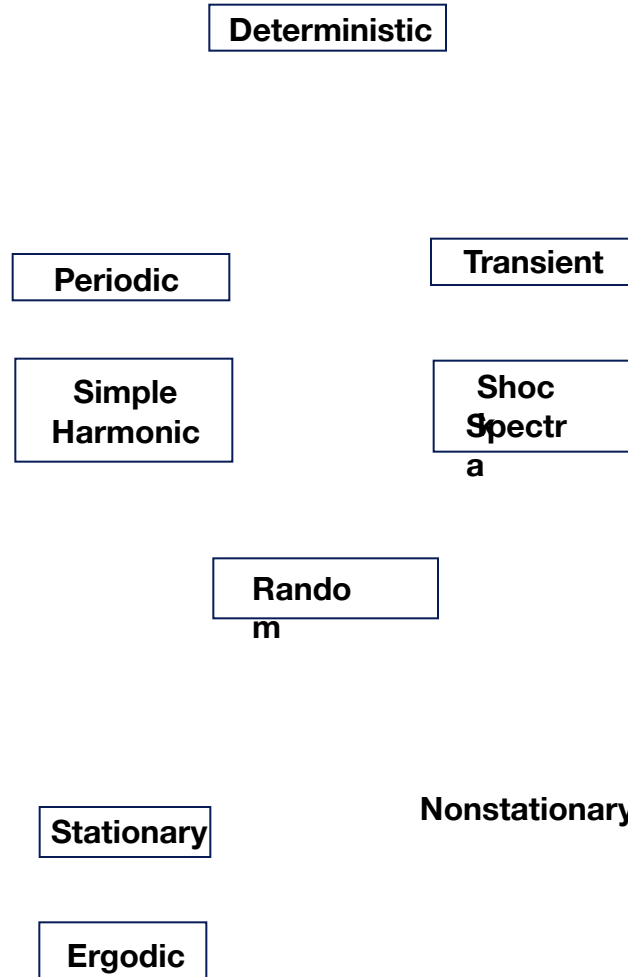 Deterministic
Periodic
Transient
Simple
Harmonic
Shoc
k
Spectr
a
Rando
m
Stationary
Nonstationary
Ergodic